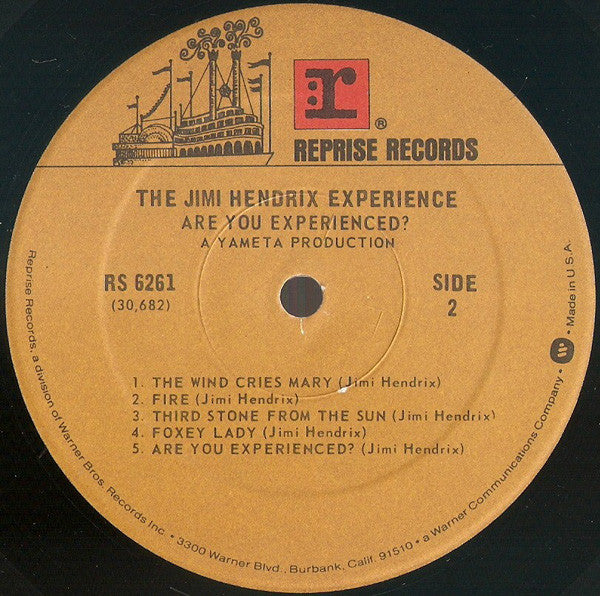 r
®
REPRISE RECORDS
THE JIMI HENDRIX EXPERIENCE
ARE YOU EXPERIENCED?
A YAMETA PRODUCTION
RS 6261
(30,682)
SIDE
2
1. THE WIND CRIES MARY (Jimi Hendrix)
2. FIRE (Jimi Hendrix)
3. THIRD STONE FROM THE SUN (Jimi Hendrix)
4. FOXEY LADY (Jimi Hendrix)
5. ARE YOU EXPERIENCED? (Jimi Hendrix)
Reprise Records, a division of Warner Bros. Records Inc • 3300 Warner Blvd., Burbank, Calif. 91510 • a Warner Communications Company • • Made in U.S.A.